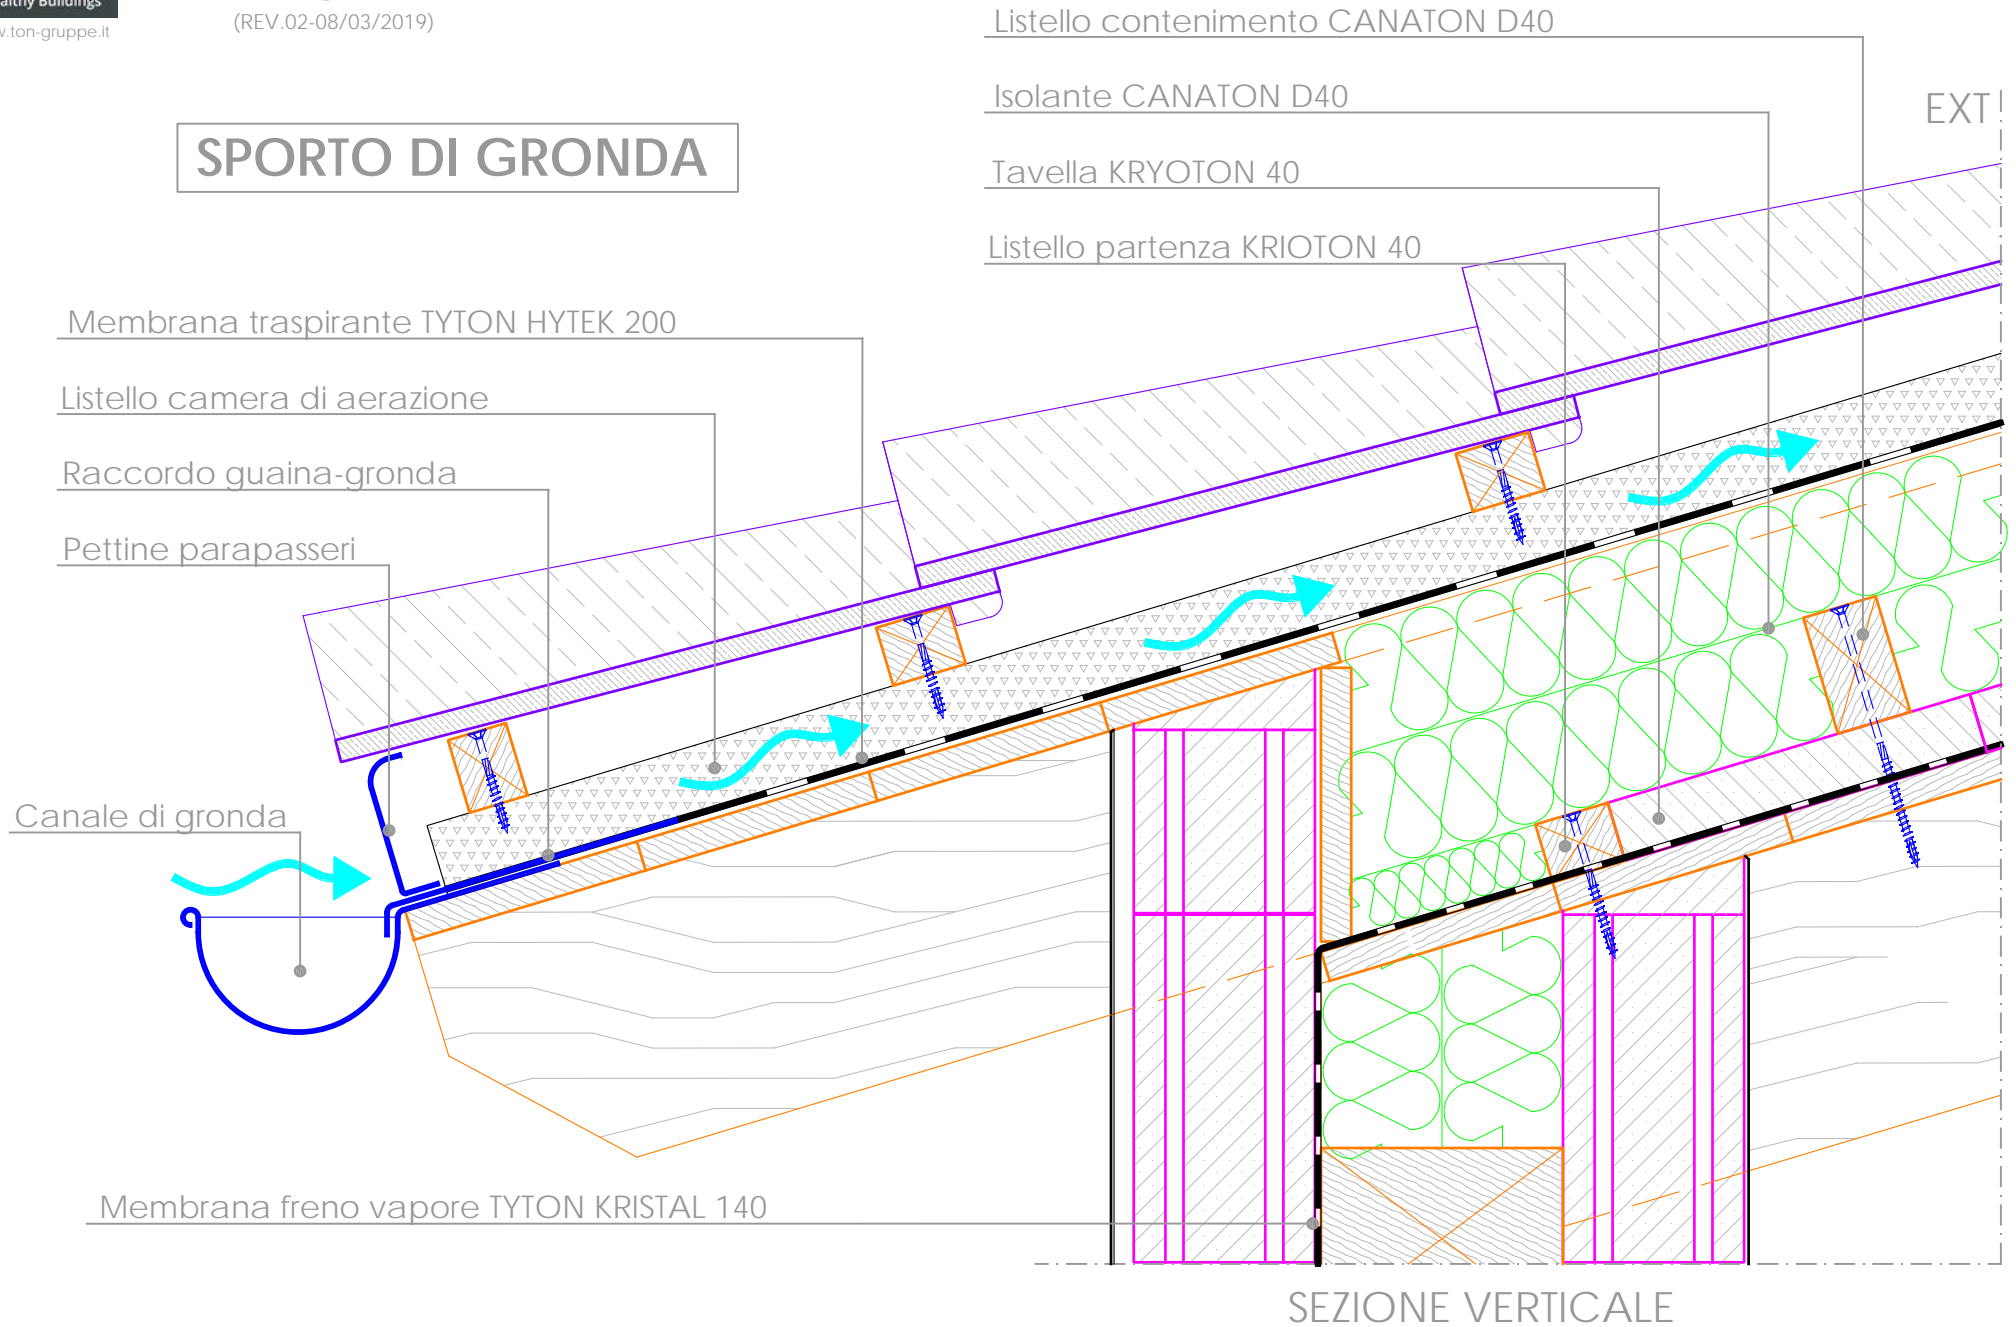 Buildings
(REV.02-08/03/2019)
SPORTO DI GRONDA
Listello contenimento CANATON D40
Isolante CANATON D40
EXT
Tavella KRYOTON 40
Listello partenza KRIOTON 40
Membrana traspirante TYTON HYTEK 200
Listello camera di aerazione
Raccordo guaina-gronda
Pettine parapasseri
Canale di gronda
Membrana freno vapore TYTON KRISTAL 140
SEZIONE VERTICALE